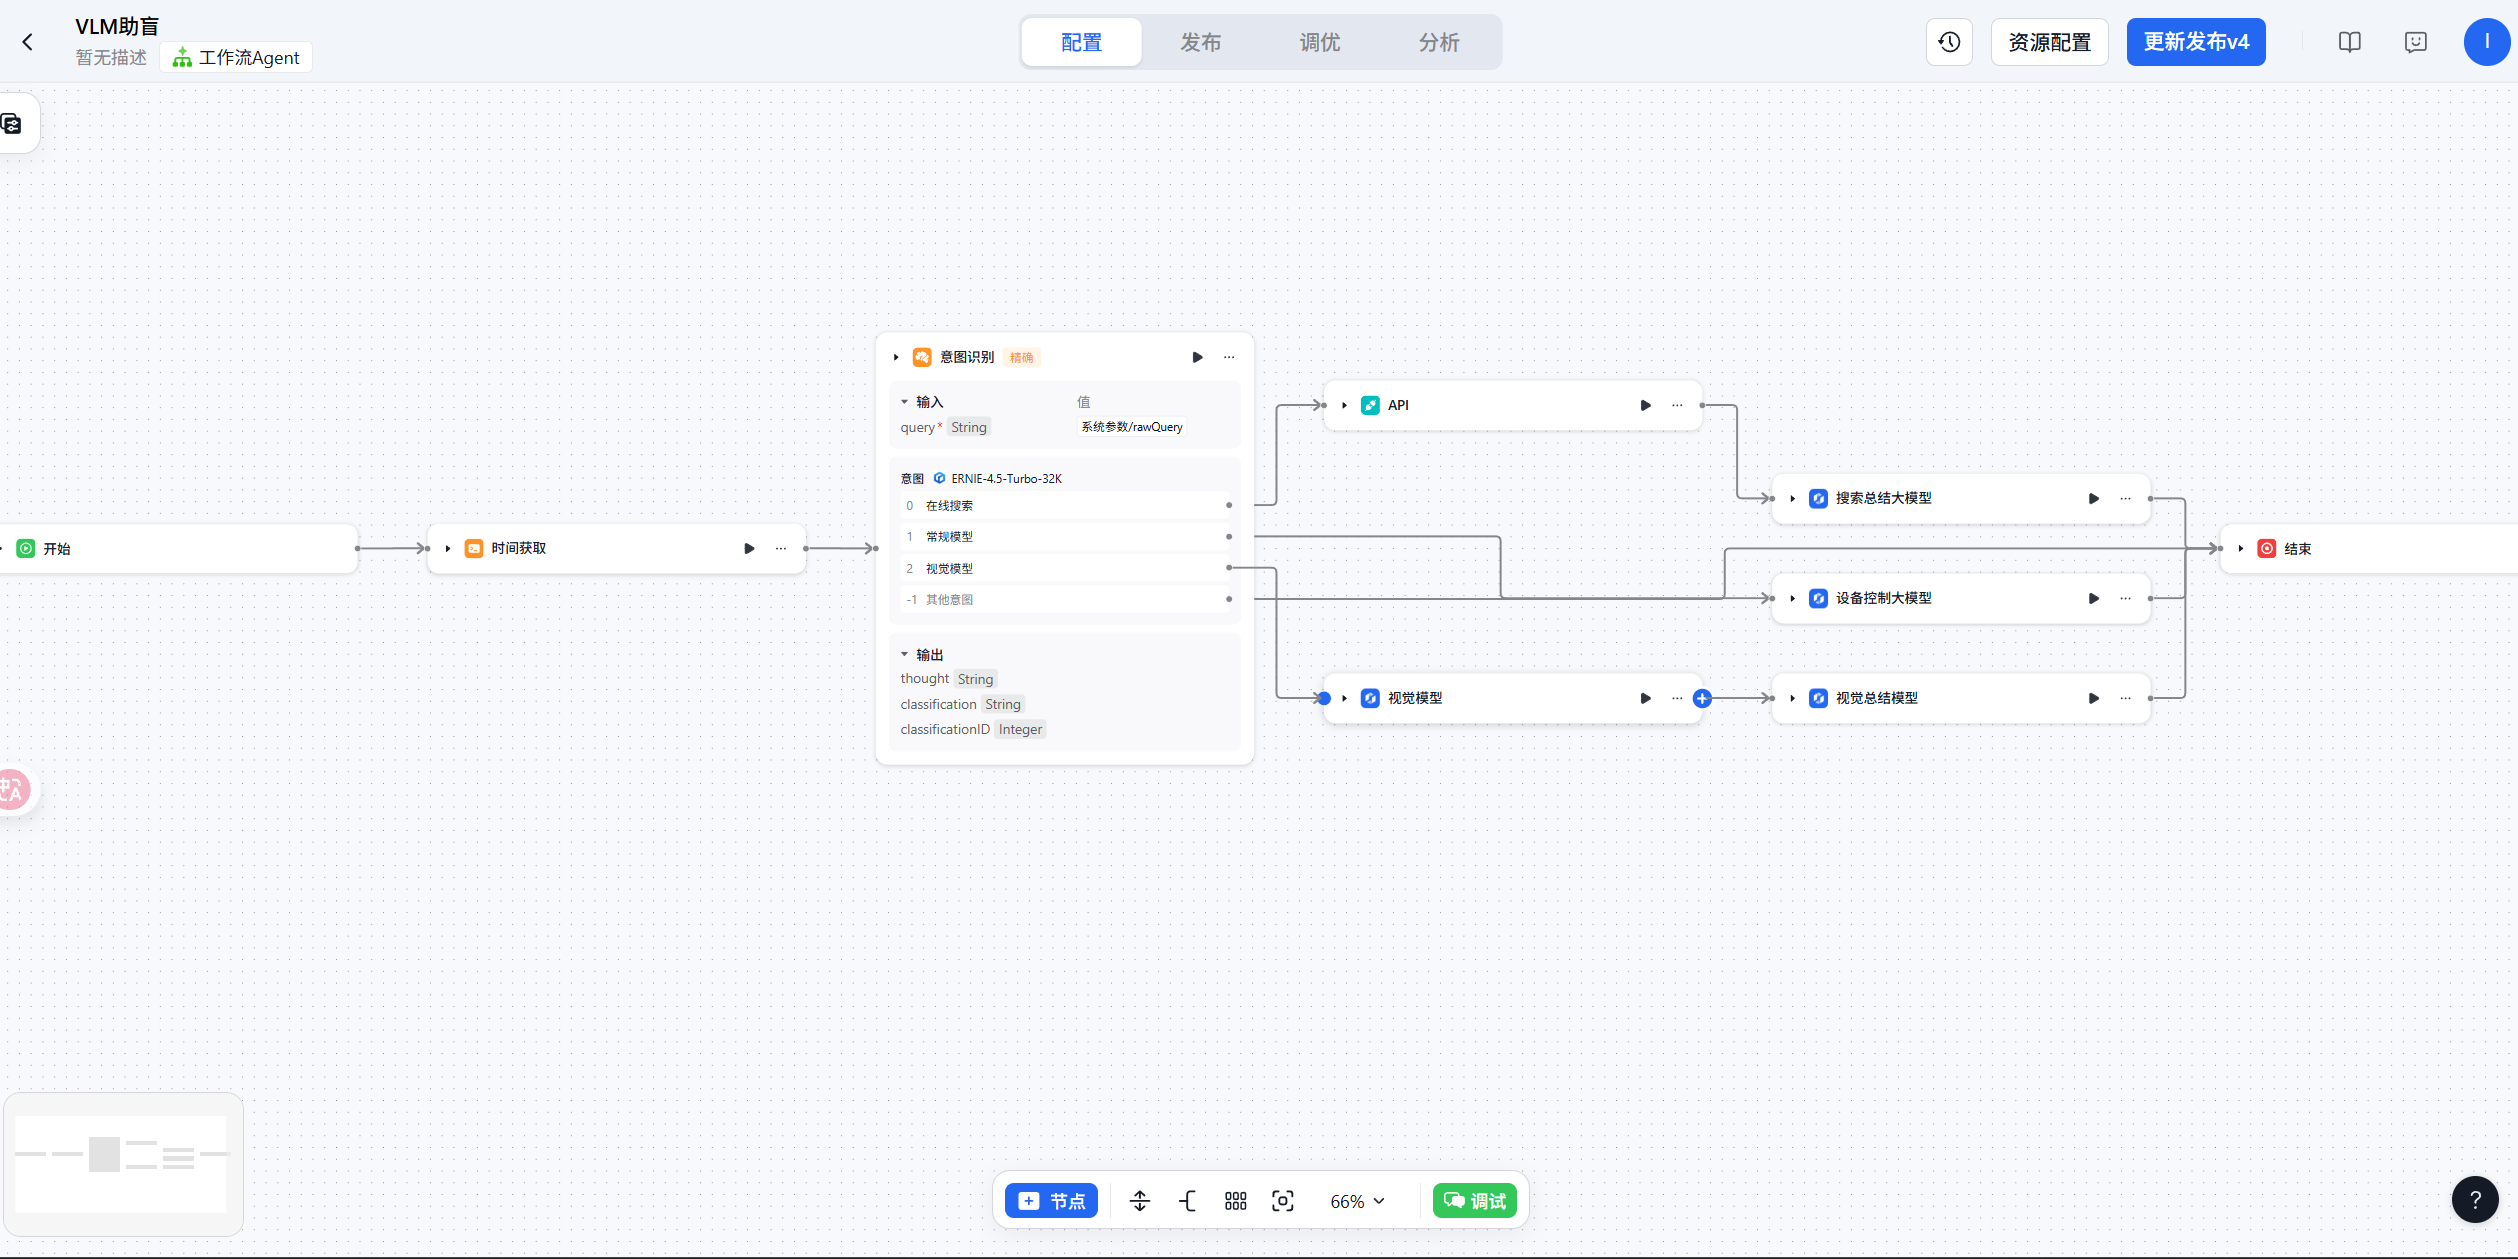 VLM助盲
暂无描述 工作流Agent
配置 发布 调优 分析
资源配置 更新发布v4 I
开始
时间获取
意图识别 精确
输入 值
query* String 系统参数/rawQuery
意图 ERNIE-4.5-Turbo-32K
0 在线搜索
1 常规模型
2 视觉模型
-1 其他意图
输出
thought String
classification String
classificationID Integer
API
视觉模型
搜索总结大模型
设备控制大模型
视觉总结模型
结束
节点 66% 调试
?